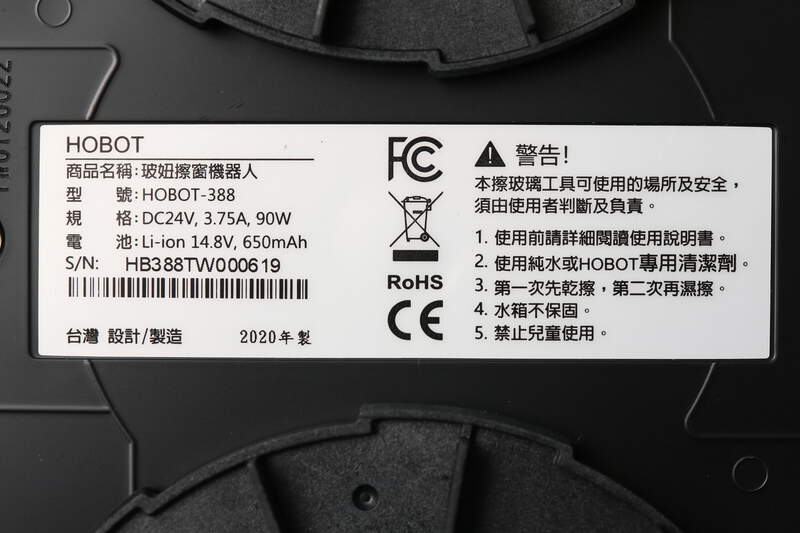 HOBOT
商品名稱: 玻妞擦窗機器人
型 號: HOBOT-388
規 格: DC24V, 3.75A, 90W
電 池: Li-ion 14.8V, 650mAh
S/N: HB388TW000619
台灣 設計/製造 2020年製
FC
RoHS
CE
警告!
本擦玻璃工具可使用的場所及安全，
須由使用者判斷及負責。
1. 使用前請詳細閱讀使用說明書。
2. 使用純水或HOBOT專用清潔劑。
3. 第一次先乾擦，第二次再濕擦。
4. 水箱不保固。
5. 禁止兒童使用。